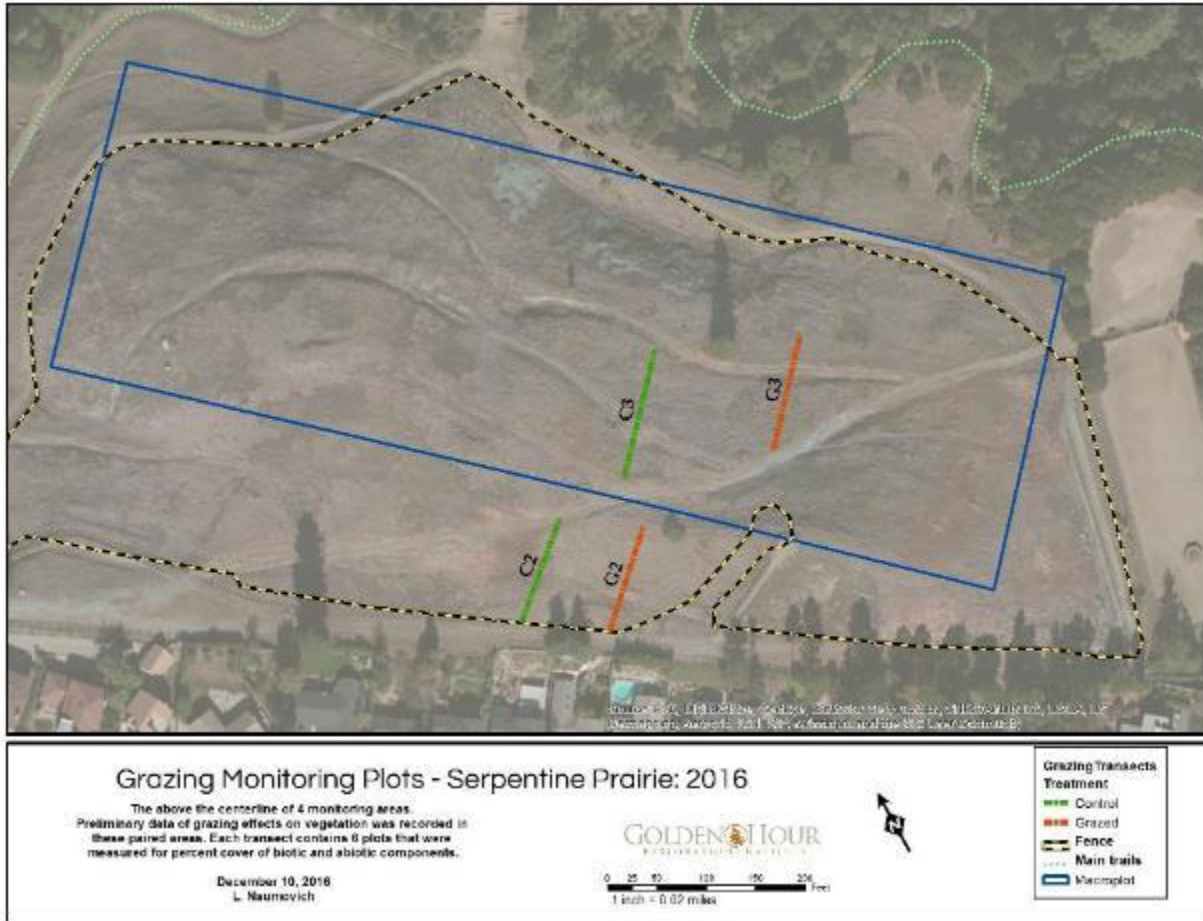 C3
G3
C2
G2
Grazing Monitoring Plots - Serpentine Prairie: 2016
The above the centerline of 4 monitoring areas.
Preliminary data of grazing effects on vegetation was recorded in
these paired areas. Each transect contains 6 plots that were
measured for percent cover of biotic and abiotic components.
December 10, 2016
L. Naumovich
GOLDEN HOUR
RESTORATION INSTITUTE
0 25 50 100 150 200
Feet
1 inch = 0.02 miles
N
Grazing Transects
Treatment
Control
Grazed
Fence
Main trails
Macroplot